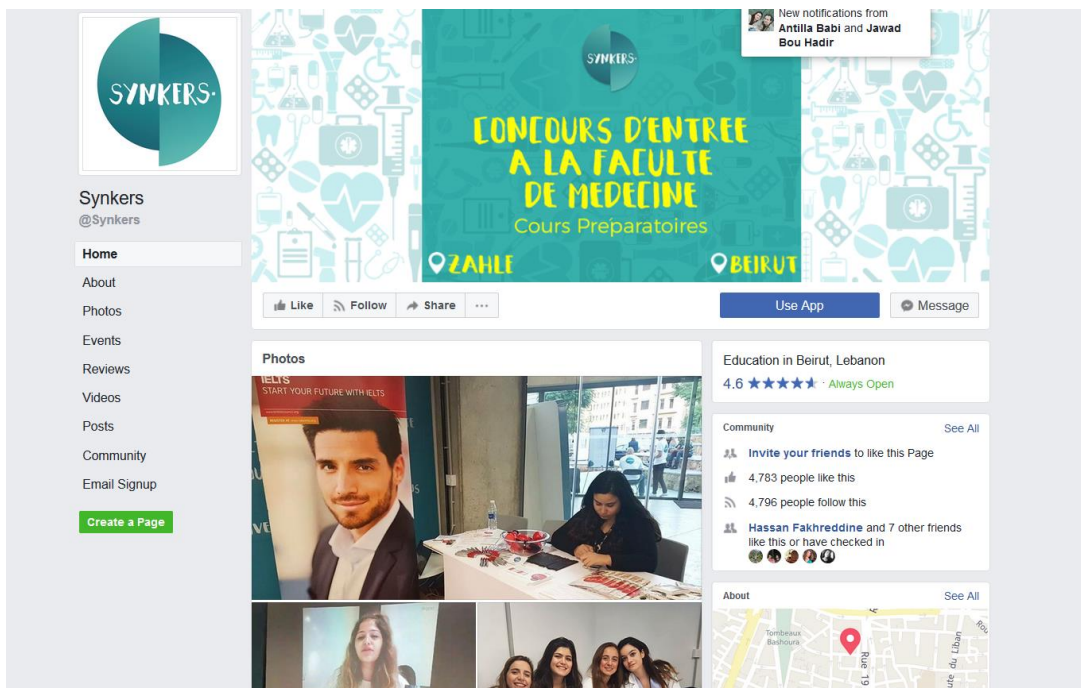 SYNKERS.
Synkers
@Synkers
Home
About
Photos
Events
Reviews
Videos
Posts
Community
Email Signup
Create a Page
SYNKERS.
CONCOURS D'ENTREE
A LA FACULTE
DE MEDECINE
Cours Préparatoires
ZAHLE
BEIRUT
New notifications from
Antilla Babi and Jawad
Bou Hadir
Like
Follow
Share
...
Use App
Message
Photos
IELTS
START YOUR FUTURE WITH IELTS
Education in Beirut, Lebanon
4.6 · Always Open
Community
See All
Invite your friends to like this Page
4,783 people like this
4,796 people follow this
Hassan Fakhreddine and 7 other friends
like this or have checked in
About
See All
Tombeaux
Bashoura
Rue 19
ute du Liban
Rou